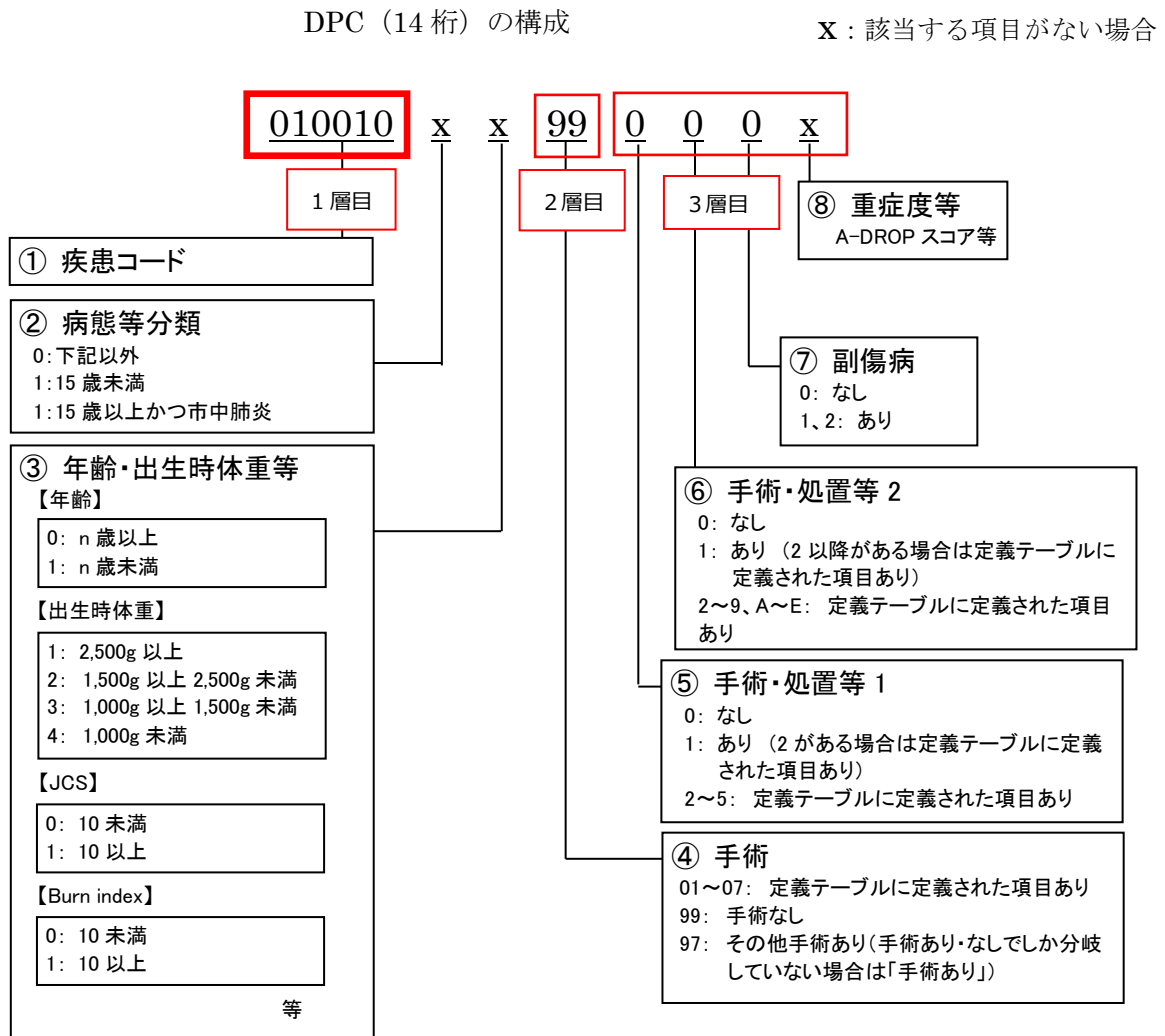 DPC（14 桁）の構成
x：該当する項目がない場合
010010 x x 99 0 0 0 x
１層目
２層目
３層目
⑧ 重症度等
A-DROP スコア等
① 疾患コード
② 病態等分類
0：下記以外
1：15 歳未満
1：15 歳以上かつ市中肺炎
⑦ 副傷病
0： なし
1、2： あり
③ 年齢・出生時体重等
【年齢】
0： n 歳以上
1： n 歳未満
【出生時体重】
1： 2,500g 以上
2： 1,500g 以上 2,500g 未満
3： 1,000g 以上 1,500g 未満
4： 1,000g 未満
【JCS】
0： 10 未満
1： 10 以上
【Burn index】
0： 10 未満
1： 10 以上
等
⑥ 手術・処置等 2
0： なし
1： あり （2 以降がある場合は定義テーブルに
定義された項目あり）
2～9、A～E： 定義テーブルに定義された項目
あり
⑤ 手術・処置等 1
0： なし
1： あり （2 がある場合は定義テーブルに定義
された項目あり）
2～5： 定義テーブルに定義された項目あり
④ 手術
01～07： 定義テーブルに定義された項目あり
99： 手術なし
97： その他手術あり（手術あり・なしでしか分岐
していない場合は「手術あり」）